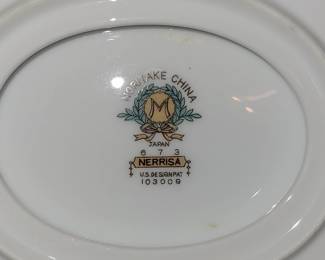 NORITAKE CHINA
M
JAPAN
6 7 3
NERRISA
U.S. DESIGN PAT
103009